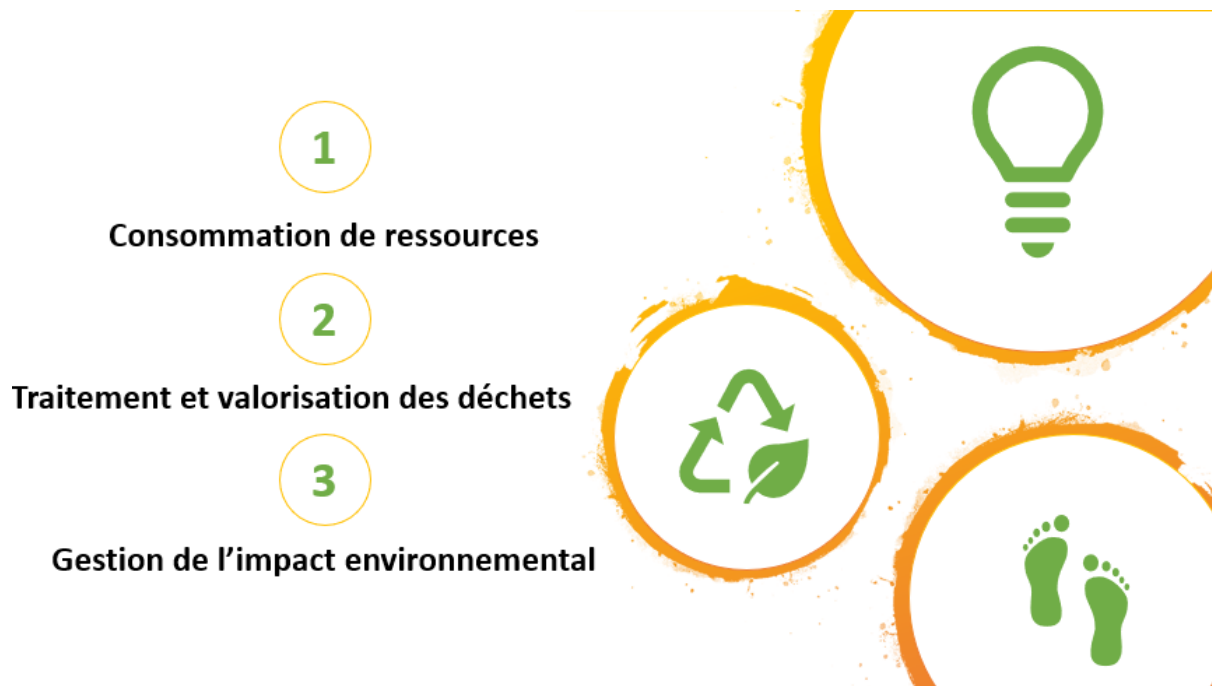 1
Consommation de ressources
2
Traitement et valorisation des déchets
3
Gestion de l’impact environnemental